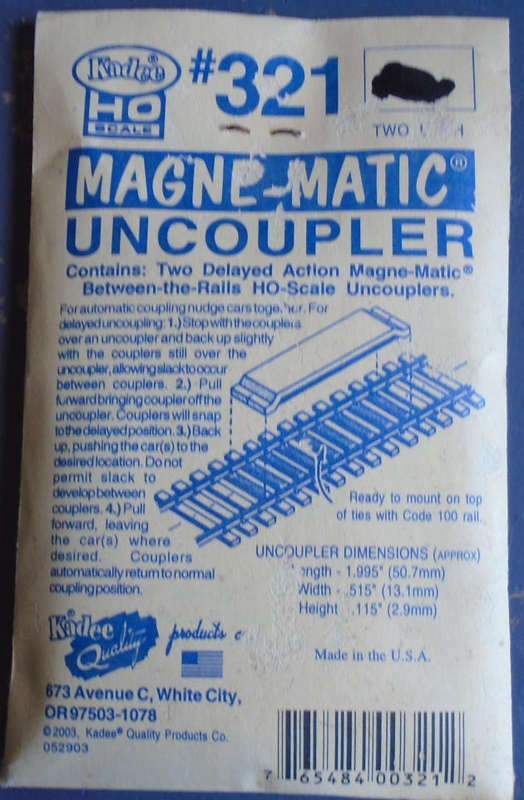 Kadee®
HO
SCALE
#321
TWO
MAGNE-MATIC®
UNCOUPLER
Contains: Two Delayed Action Magne-Matic®
Between-the-Rails HO-Scale Uncouplers.
For automatic coupling nudge cars together. For
delayed uncoupling: 1.) Stop with the couplers
over an uncoupler and back up slightly
with the couplers still over the
uncoupler, allowing slack to occur
between couplers. 2.) Pull
forward bringing coupler off the
uncoupler. Couplers will snap
to the delayed position. 3.) Back
up, pushing the car(s) to the
desired location. Do not
permit slack to
develop between
couplers. 4.) Pull
forward, leaving
the car(s) where
desired. Couplers
automatically return to normal
coupling position.
Ready to mount on top
of ties with Code 100 rail.
UNCOUPLER DIMENSIONS (APPROX)
Length - 1.995" (50.7mm)
Width - .515" (13.1mm)
Height .115" (2.9mm)
Kadee
Quality
products
Made in the U.S.A.
673 Avenue C, White City,
OR 97503-1078
©2003, Kadee® Quality Products Co.
052903
7 65484 00321 2